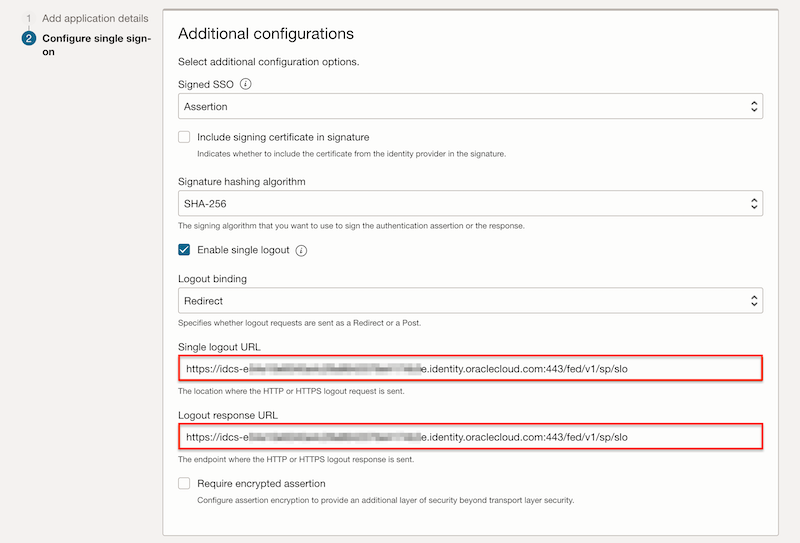 1 Add application details
2 Configure single sign-
on
Additional configurations
Select additional configuration options.
Signed SSO
Assertion
Include signing certificate in signature
Indicates whether to include the certificate from the identity provider in the signature.
Signature hashing algorithm
SHA-256
The signing algorithm that you want to use to sign the authentication assertion or the response.
Enable single logout
Logout binding
Redirect
Specifies whether logout requests are sent as a Redirect or a Post.
Single logout URL
https://idcs-e e.identity.oraclecloud.com:443/fed/v1/sp/slo
The location where the HTTP or HTTPS logout request is sent.
Logout response URL
https://idcs-e e.identity.oraclecloud.com:443/fed/v1/sp/slo
The endpoint where the HTTP or HTTPS logout response is sent.
Require encrypted assertion
Configure assertion encryption to provide an additional layer of security beyond transport layer security.